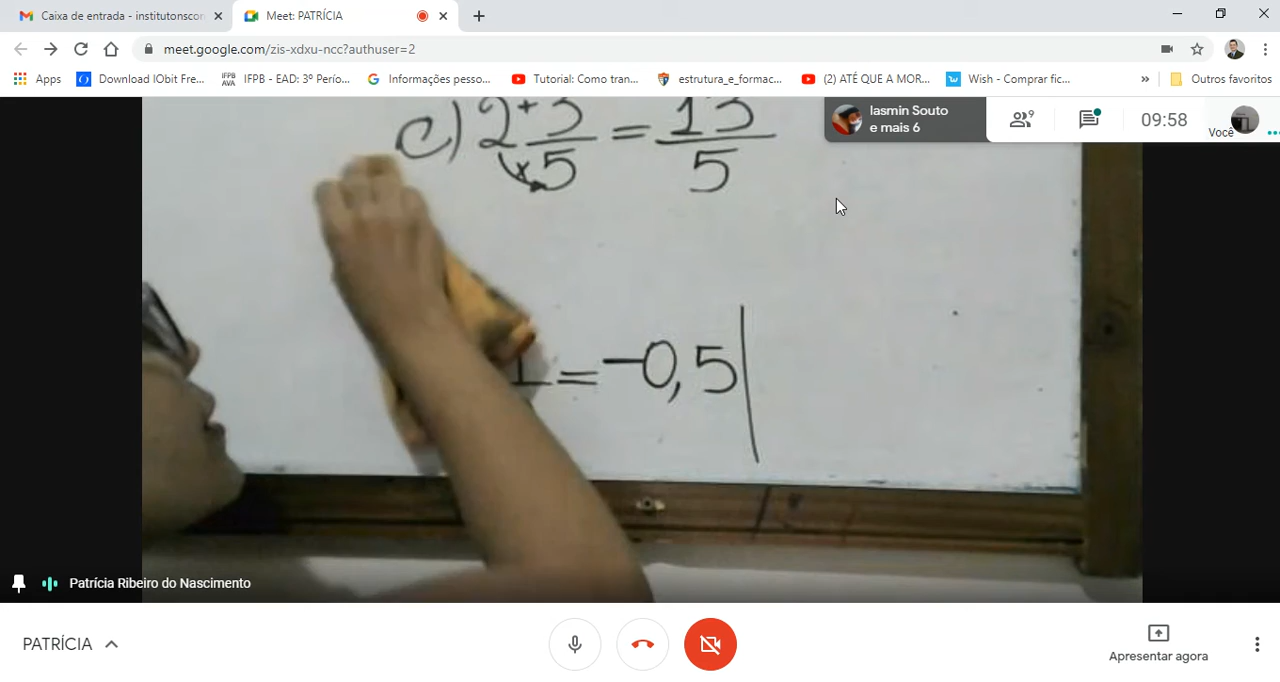 Caixa de entrada - institutonscon
Meet: PATRÍCIA
meet.google.com/zis-xdxu-ncc?authuser=2
Apps Download IObit Fre... IFPB AVA IFPB - EAD: 3º Perío... Informações pesso... Tutorial: Como tran... estrutura_e_formac... (2) ATÉ QUE A MOR... Wish - Comprar fic... » Outros favoritos
Iasmin Souto
e mais 6
9
09:58
Você
2 + 3/5 = 13/5
×
= -0,5
Patrícia Ribeiro do Nascimento
PATRÍCIA
Apresentar agora